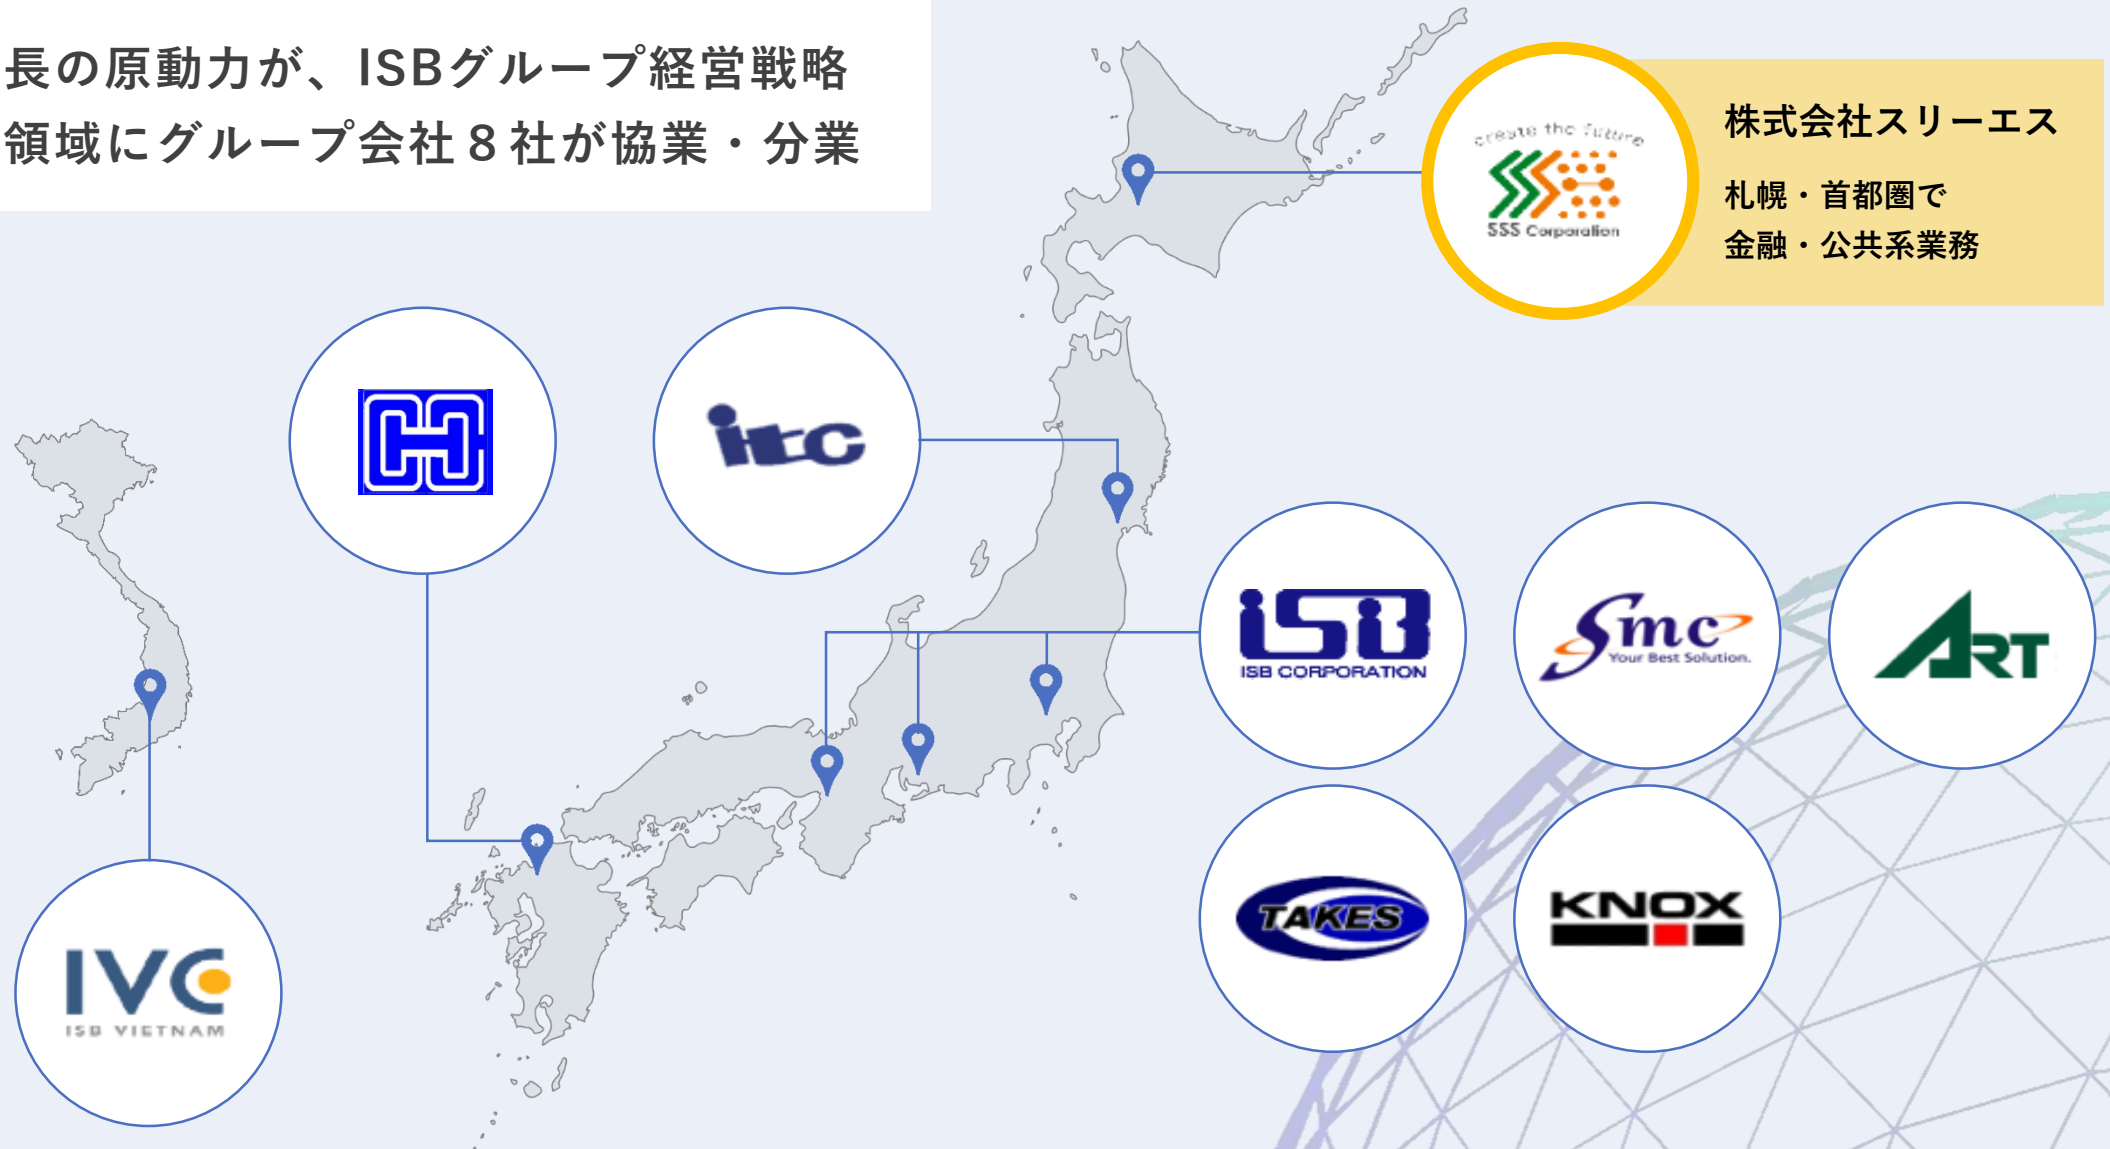 長の原動力が、ISBグループ経営戦略
領域にグループ会社８社が協業・分業
create the future
SSS Corporation
株式会社スリーエス
札幌・首都圏で
金融・公共系業務
itc
iSB
ISB CORPORATION
Smc
Your Best Solution.
ART
TAKES
KNOX
IVC
ISB VIETNAM